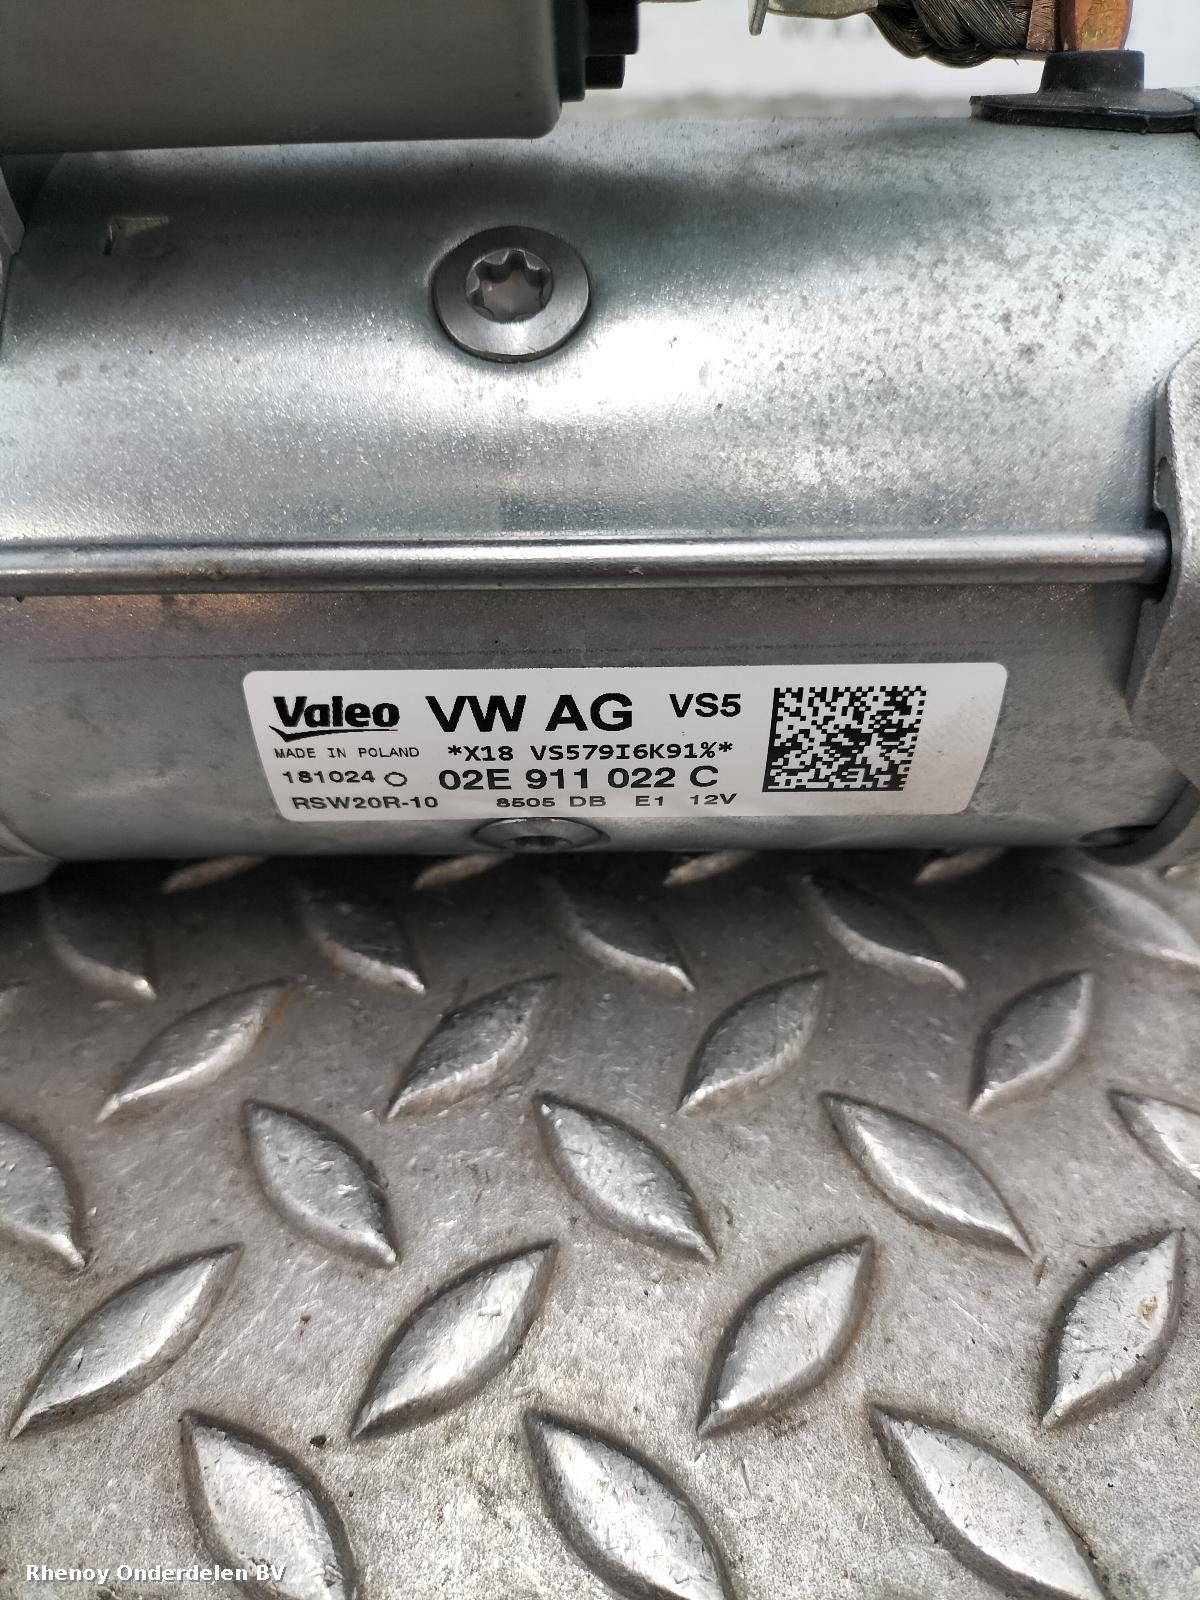 Valeo VW AG VS5
MADE IN POLAND *X18 VS579I6K91%*
181024 02E 911 022 C
RSW20R-10 8505 DB E1 12V
Rhenoy Onderdelen BV